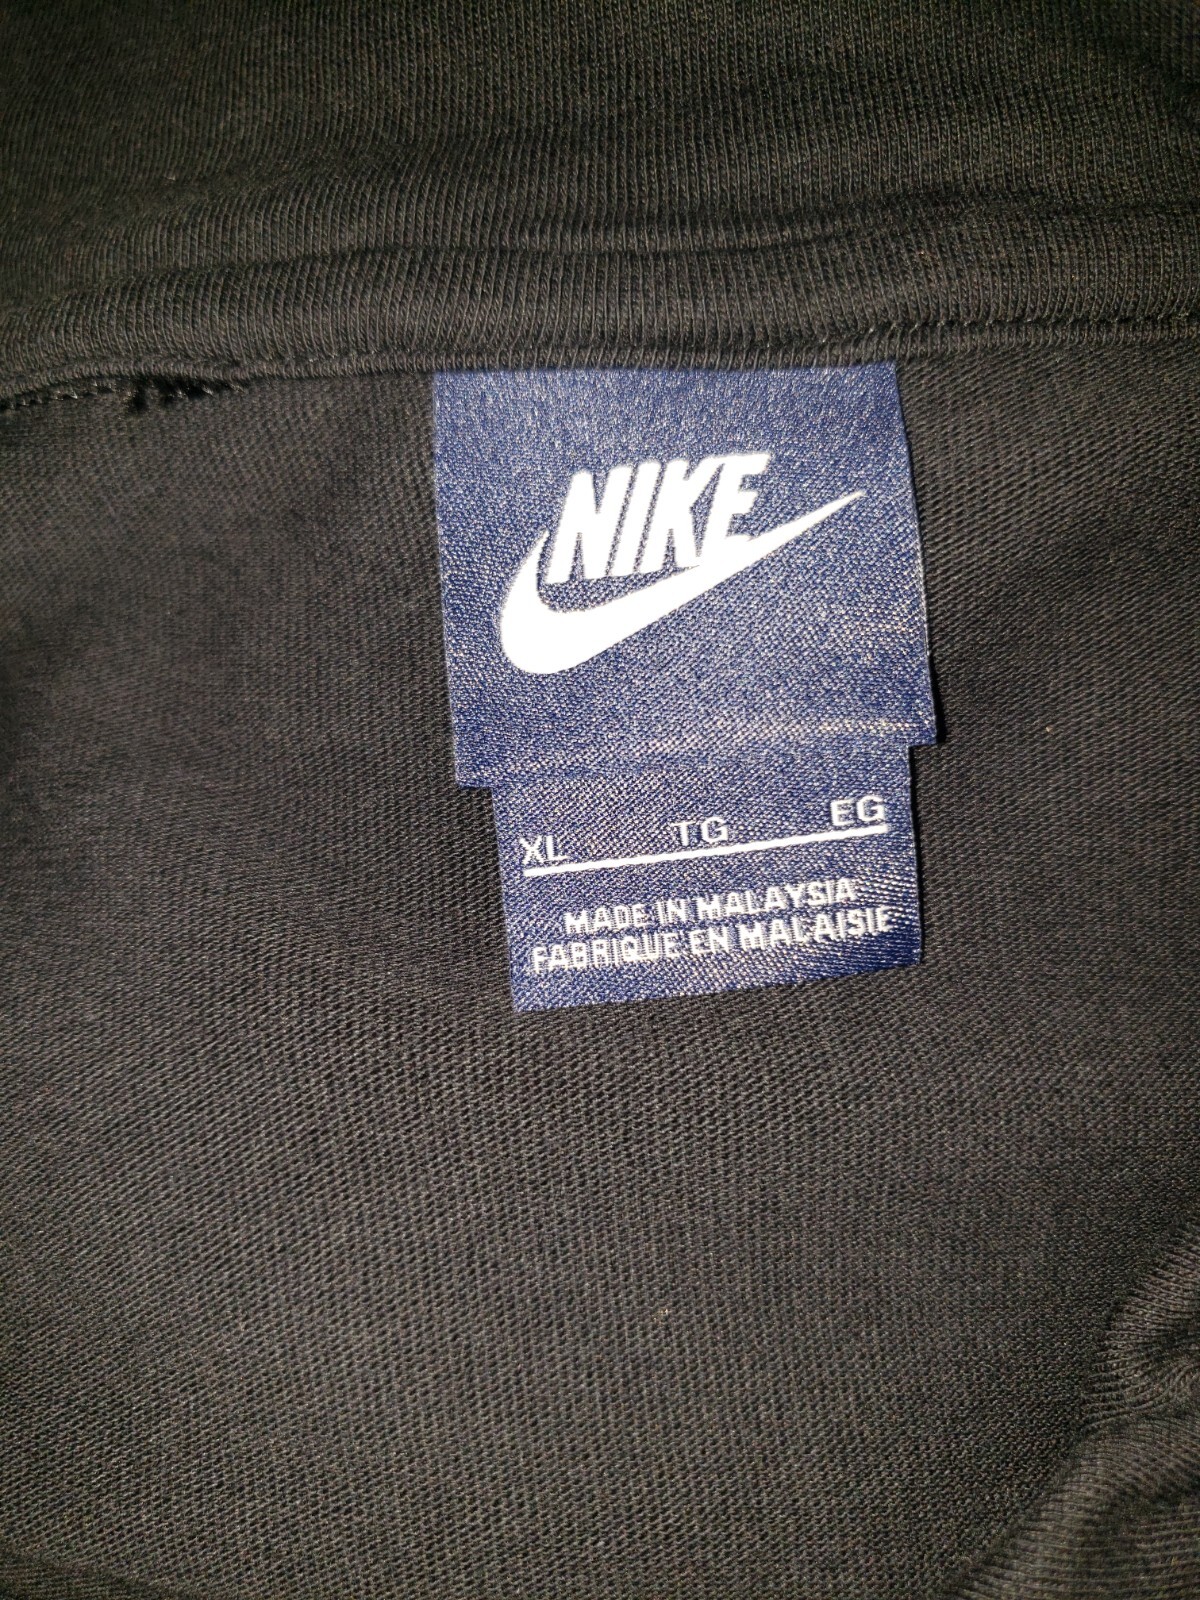 NIKE
XL TG EG
MADE IN MALAYSIA
FABRIQUE EN MALAISIE